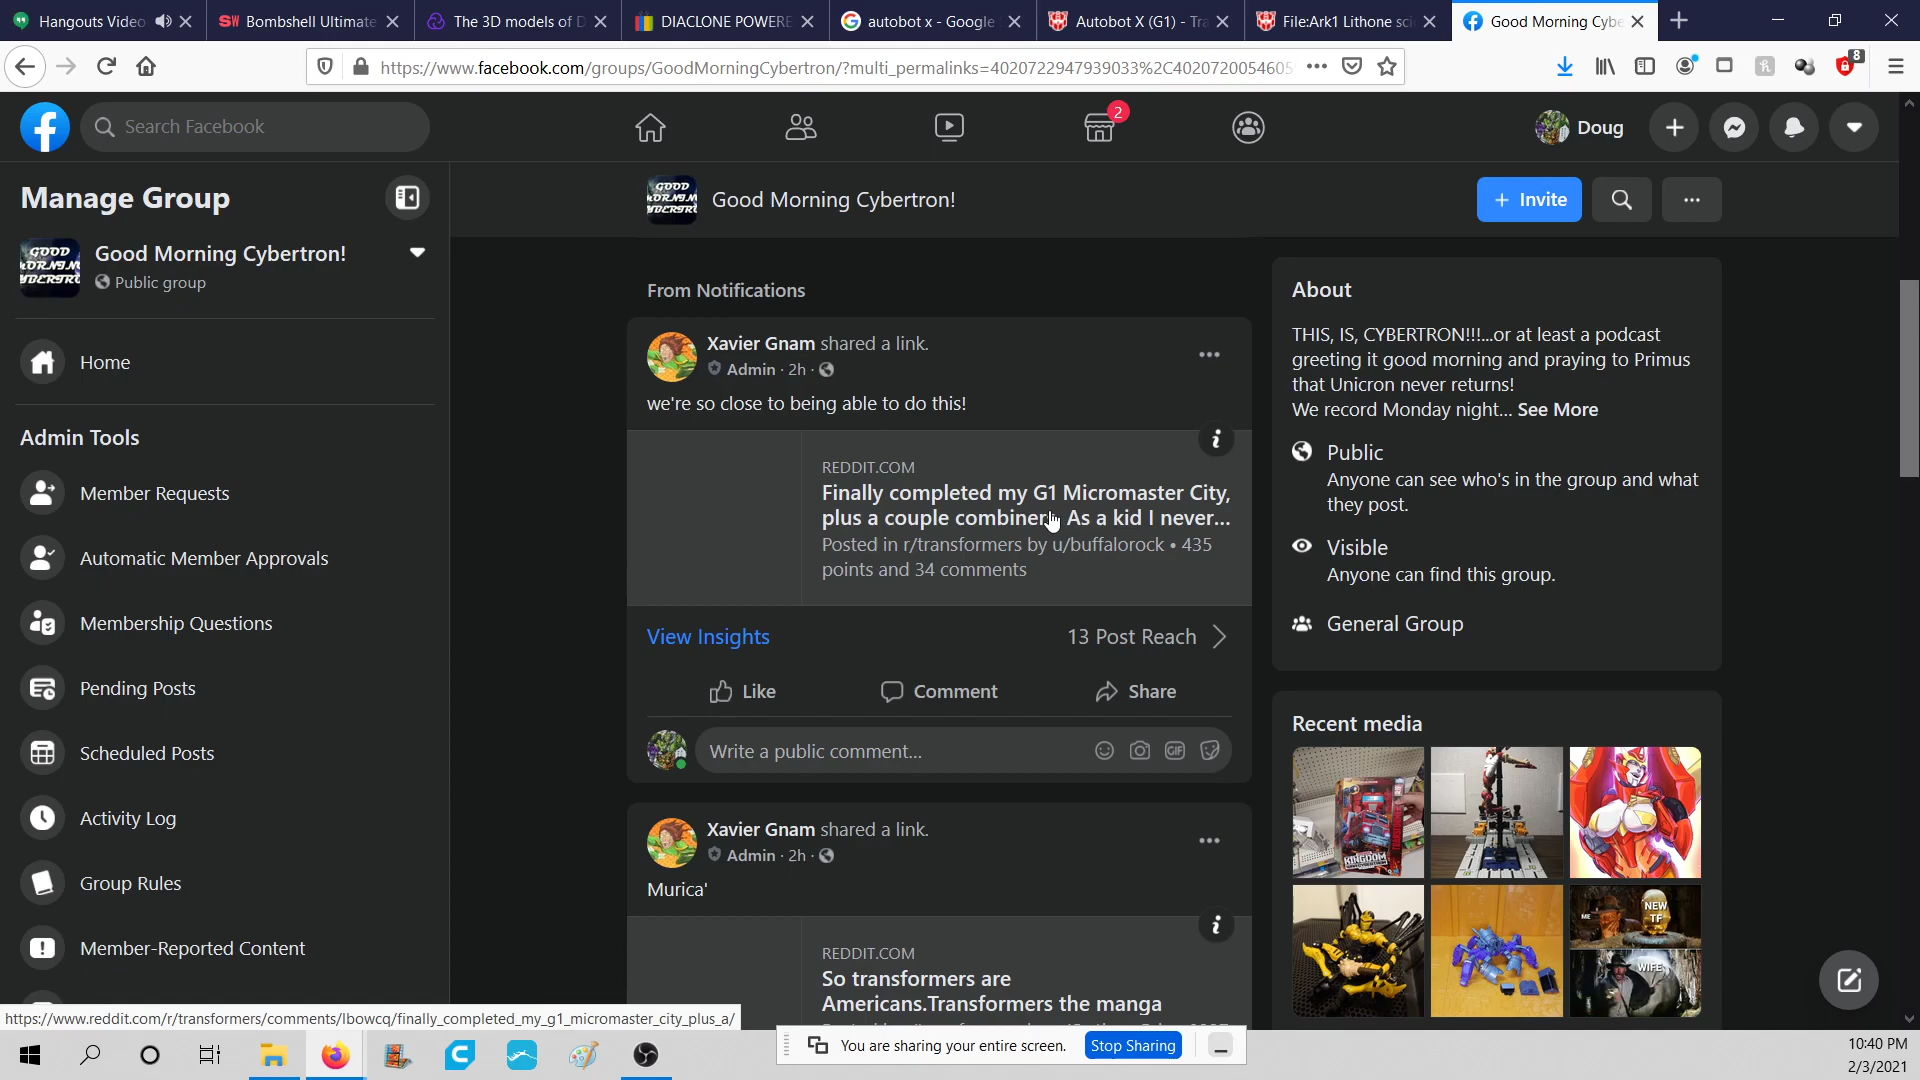 Hangouts Video
Bombshell Ultimate
The 3D models of D
DIACLONE POWERE
autobot x - Google
Autobot X (G1) - Tra
File:Ark1 Lithone sci
Good Morning Cybe
https://www.facebook.com/groups/GoodMorningCybertron/?multi_permalinks=4020722947939033%2C4020720054605
8
Search Facebook
2
Doug
Manage Group
Good Morning Cybertron!
Invite
Good Morning Cybertron!
Public group
Home
Admin Tools
Member Requests
Automatic Member Approvals
Membership Questions
Pending Posts
Scheduled Posts
Activity Log
Group Rules
Member-Reported Content
From Notifications
Xavier Gnam shared a link.
Admin · 2h ·
we're so close to being able to do this!
REDDIT.COM
Finally completed my G1 Micromaster City,
plus a couple combiner As a kid I never...
Posted in r/transformers by u/buffalorock • 435
points and 34 comments
View Insights
13 Post Reach
Like
Comment
Share
Write a public comment...
GIF
Xavier Gnam shared a link.
Admin · 2h ·
Murica'
REDDIT.COM
So transformers are
Americans.Transformers the manga
About
THIS, IS, CYBERTRON!!!...or at least a podcast
greeting it good morning and praying to Primus
that Unicron never returns!
We record Monday night... See More
Public
Anyone can see who's in the group and what
they post.
Visible
Anyone can find this group.
General Group
Recent media
KINGDOM
ME
NEW
TF
WIFE
https://www.reddit.com/r/transformers/comments/lbowcq/finally_completed_my_g1_micromaster_city_plus_a/
You are sharing your entire screen.
Stop Sharing
10:40 PM
2/3/2021